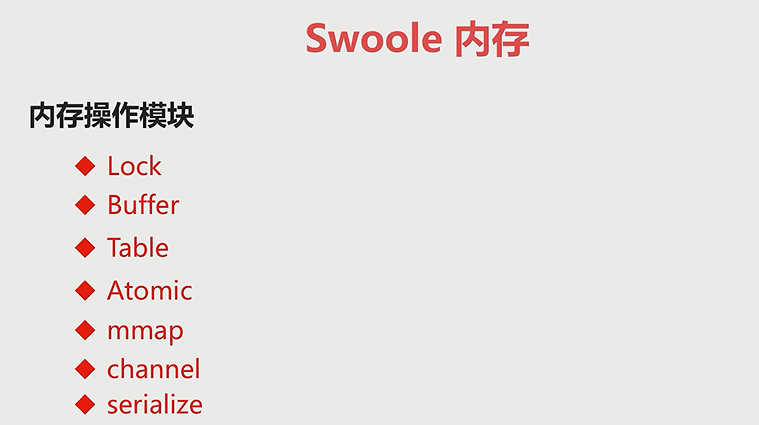 Swoole 内存
内存操作模块
Lock
Buffer
Table
Atomic
mmap
channel
serialize